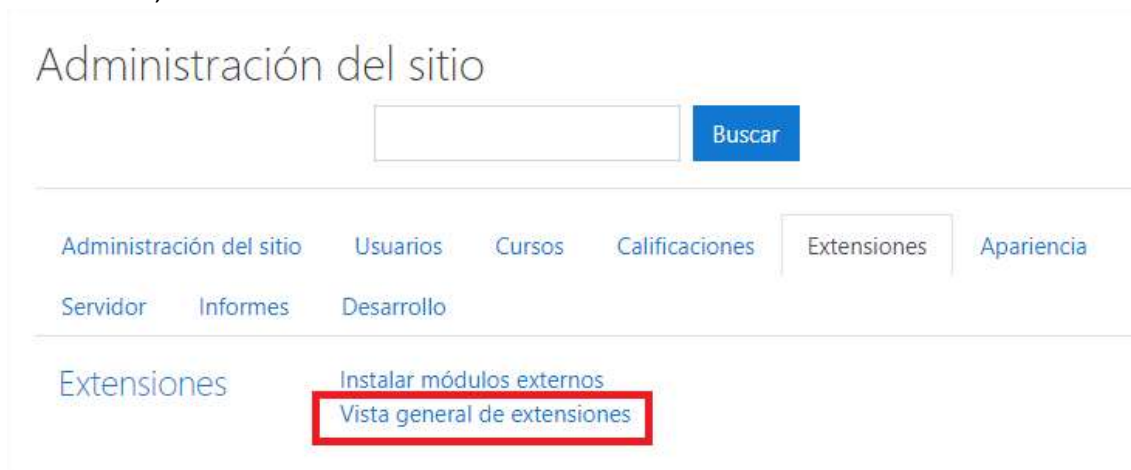 Administración del sitio
Buscar
Administración del sitio Usuarios Cursos Calificaciones Extensiones Apariencia
Servidor Informes Desarrollo
Extensiones Instalar módulos externos
Vista general de extensiones